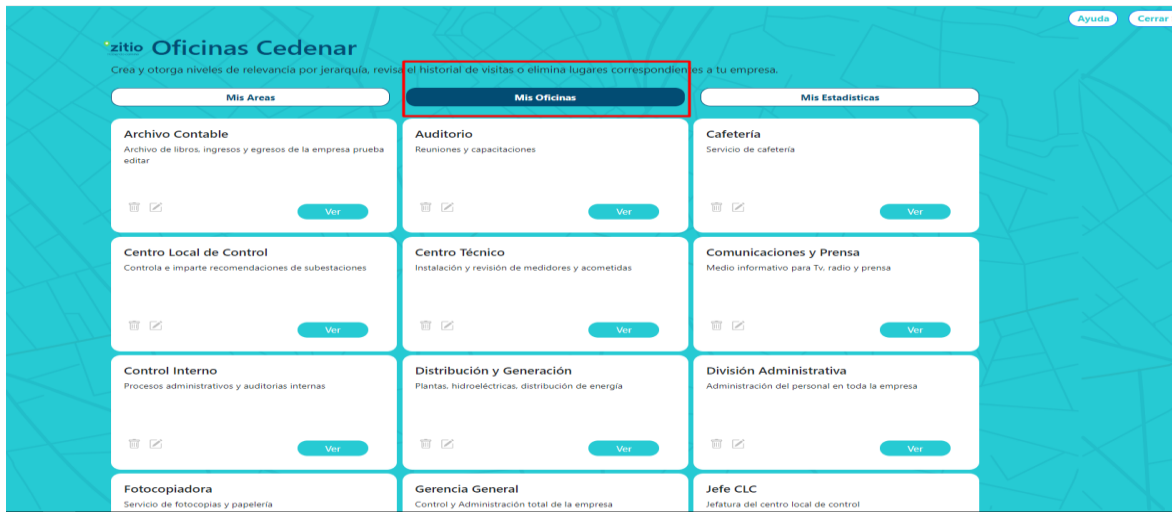 Ayuda Cerrar
zitio Oficinas Cedenar
Crea y otorga niveles de relevancia por jerarquía, revisa el historial de visitas o elimina lugares correspondientes a tu empresa.
Mis Areas Mis Oficinas Mis Estadisticas
Archivo Contable
Archivo de libros, ingresos y egresos de la empresa prueba
editar
Ver
Auditorio
Reuniones y capacitaciones
Ver
Cafetería
Servicio de cafetería
Ver
Centro Local de Control
Controla e imparte recomendaciones de subestaciones
Ver
Centro Técnico
Instalación y revisión de medidores y acometidas
Ver
Comunicaciones y Prensa
Medio informativo para Tv. radio y prensa
Ver
Control Interno
Procesos administrativos y auditorias internas
Ver
Distribución y Generación
Plantas, hidroeléctricas, distribución de energía
Ver
División Administrativa
Administración del personal en toda la empresa
Ver
Fotocopiadora
Servicio de fotocopias y papelería
Gerencia General
Control y Administración total de la empresa
Jefe CLC
Jefatura del centro local de control